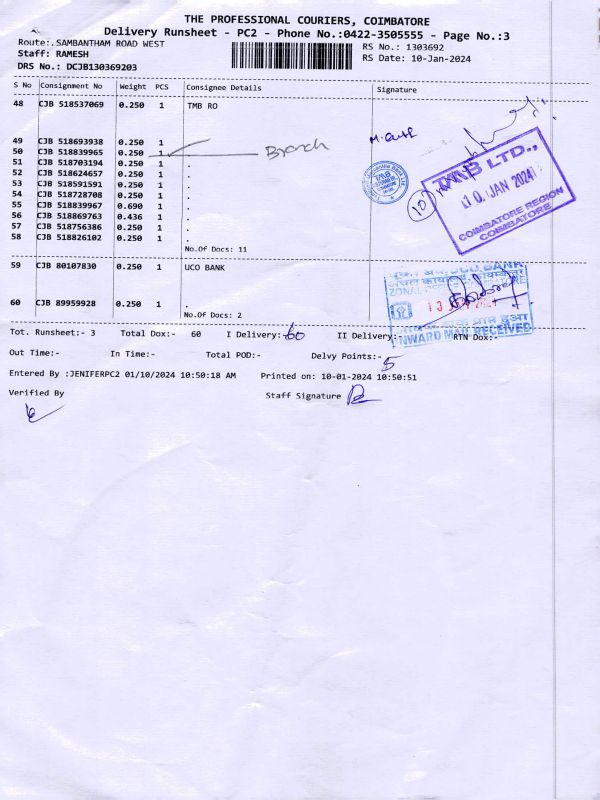 THE PROFESSIONAL COURIERS, COIMBATORE
Delivery Runsheet - PC2 - Phone No.:0422-3505555 - Page No.:3
Route:. SAMBANTHAM ROAD WEST
RS No.: 1303692
Staff: RAMESH
RS Date: 10-Jan-2024
DRS No.: DCJB130369203
S No Consignment No Weight PCS Consignee Details Signature
48 CJB 518537069 0.250 1 TMB RO
49 CJB 518693938 0.250 1 .
50 CJB 518839965 0.250 1 Branch
51 CJB 518703194 0.250 1 .
52 CJB 518624657 0.250 1 .
53 CJB 518591591 0.250 1 .
54 CJB 518728708 0.250 1 .
55 CJB 518839967 0.690 1 .
56 CJB 518869763 0.436 1 .
57 CJB 518756386 0.250 1 .
58 CJB 518826102 0.250 1 .
No.Of Docs: 11
TMB LTD.,
10 JAN 2024
COIMBATORE REGION
COIMBATORE
10
59 CJB 80107830 0.250 1 UCO BANK
60 CJB 89959928 0.250 1 .
No.Of Docs: 2
UCO BANK
INWARD MAIL RECEIVED
Tot. Runsheet:- 3 Total Dox:- 60 I Delivery:- 60 II Delivery:- RTN Dox:-
Out Time:- In Time:- Total POD:- Delvy Points:- 5
Entered By :JENIFERPC2 01/10/2024 10:50:18 AM Printed on: 10-01-2024 10:50:51
Verified By Staff Signature